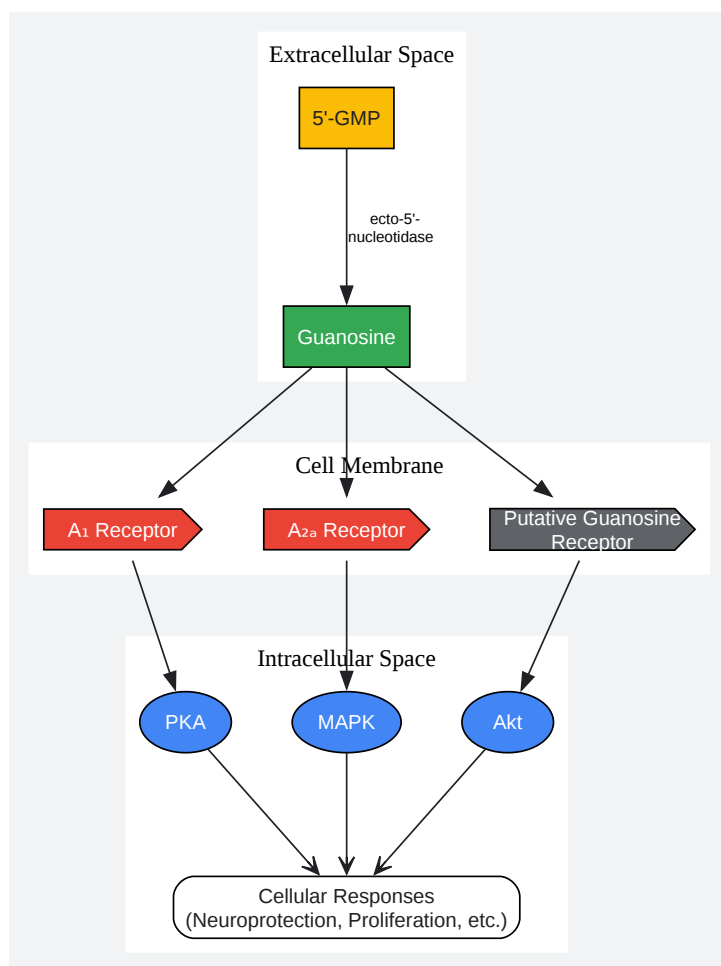 Extracellular Space
5'-GMP
ecto-5'-
nucleotidase
Guanosine
Cell Membrane
A₁ Receptor
A₂ₐ Receptor
Putative Guanosine
Receptor
Intracellular Space
PKA
MAPK
Akt
Cellular Responses
(Neuroprotection, Proliferation, etc.)